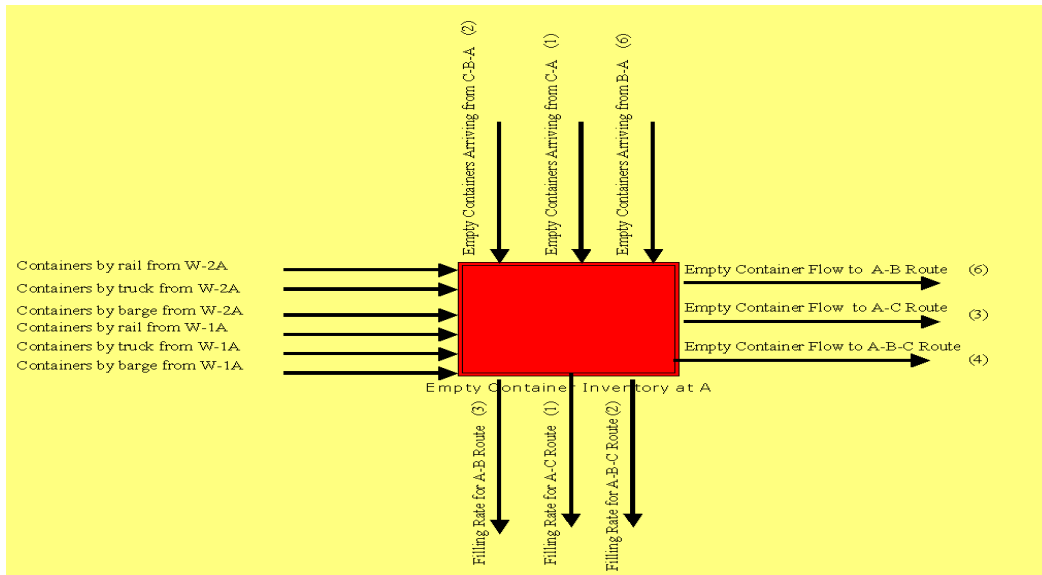 Empty Containers Arriving from C-B-A (2)
Empty Containers Arriving from C-A (1)
Empty Containers Arriving from B-A (6)
Containers by rail from W-2A
Containers by truck from W-2A
Containers by barge from W-2A
Containers by rail from W-1A
Containers by truck from W-1A
Containers by barge from W-1A
Empty Container Flow to A-B Route (6)
Empty Container Flow to A-C Route (3)
Empty Container Flow to A-B-C Route (4)
Empty Container Inventory at A
Filling Rate for A-B Route (3)
Filling Rate for A-C Route (1)
Filling Rate for A-B-C Route (2)